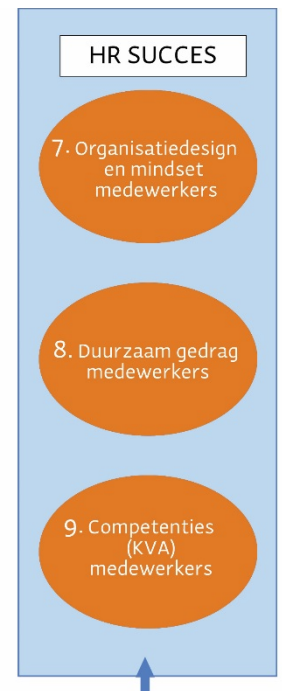 HR SUCCES
7. Organisatiedesign
en mindset
medewerkers
8. Duurzaam gedrag
medewerkers
9. Competenties
(KVA)
medewerkers